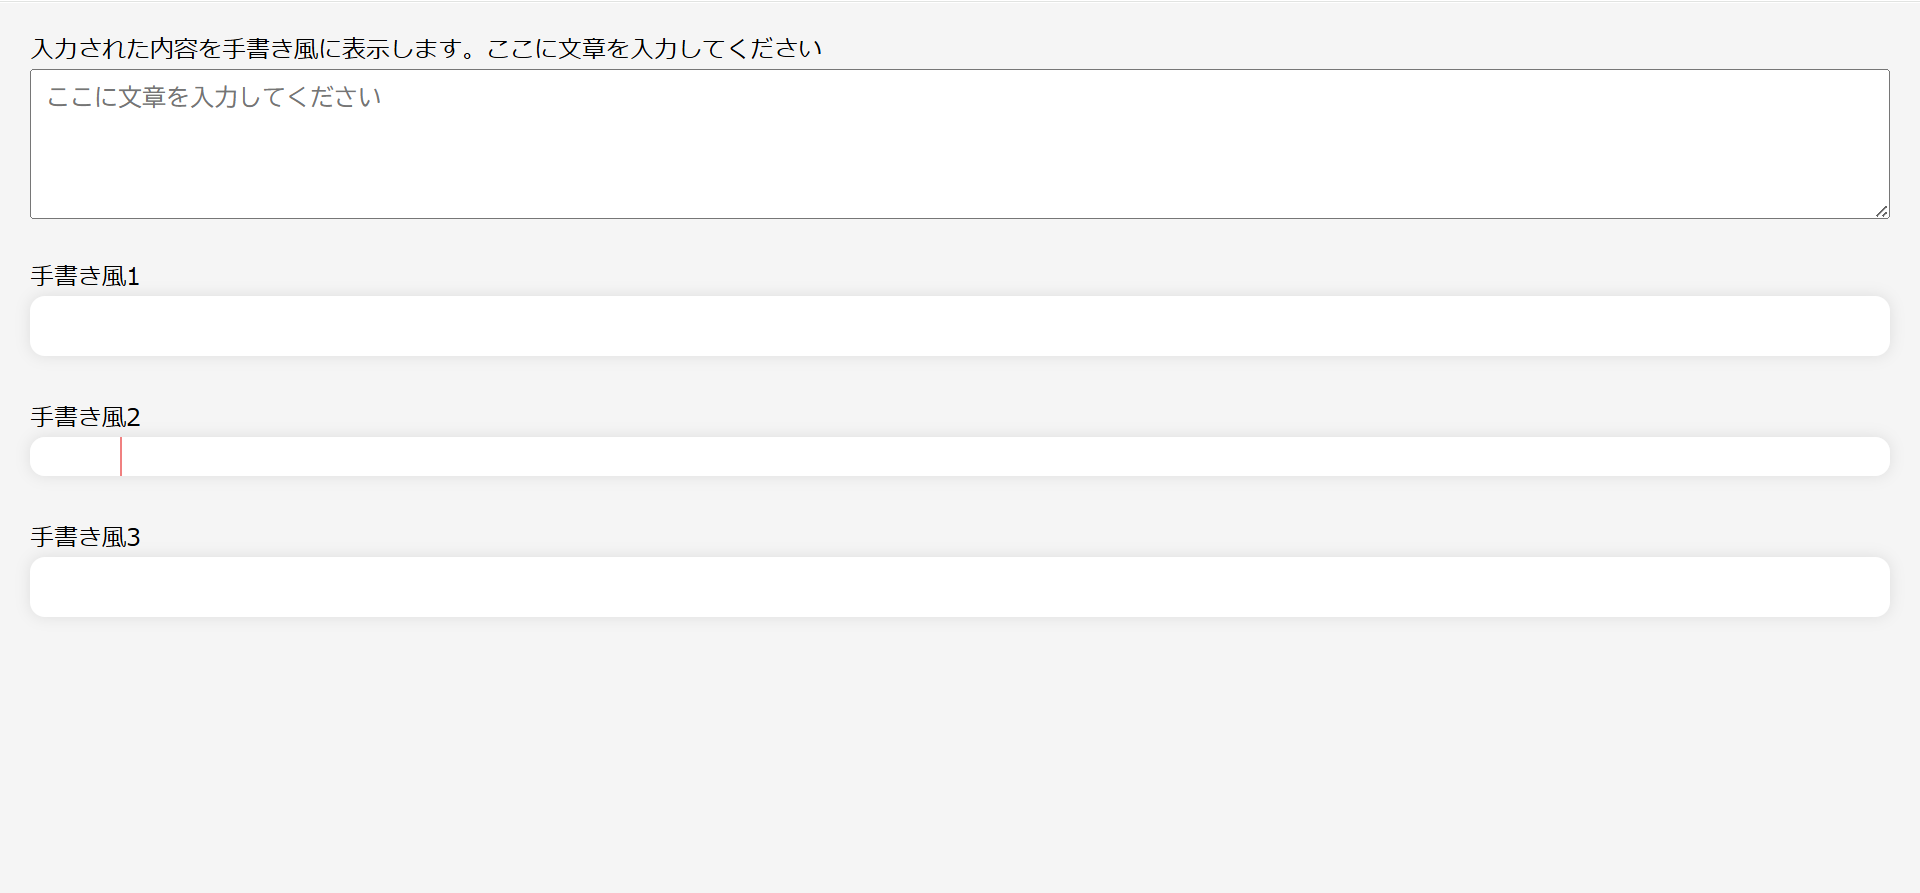 入力された内容を手書き風に表示します。ここに文章を入力してください
ここに文章を入力してください
手書き風1
手書き風2
手書き風3